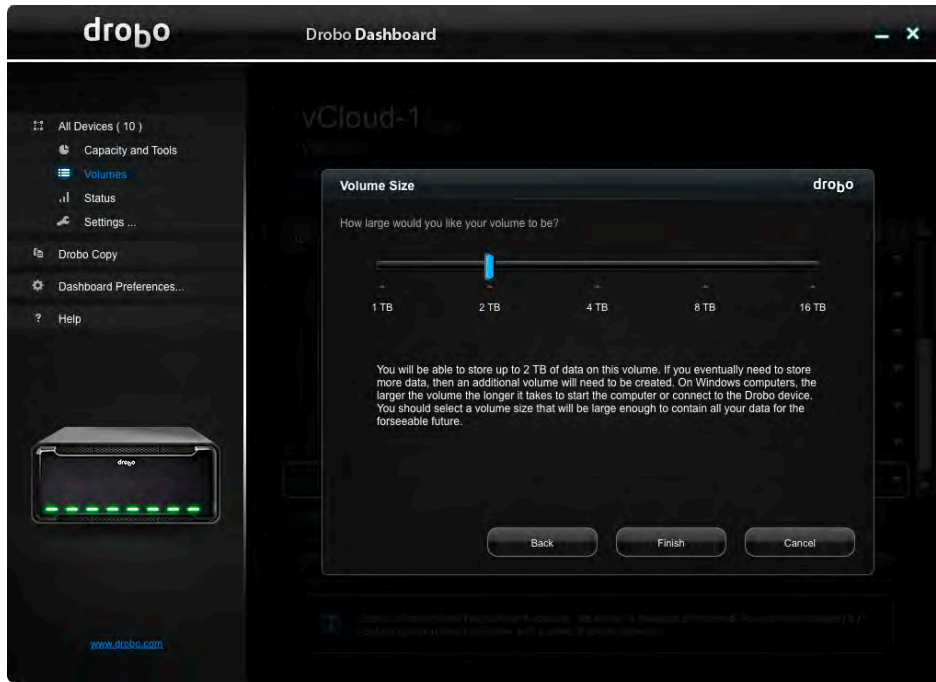 drobo
Drobo Dashboard
All Devices ( 10 )
Capacity and Tools
Volumes
Status
Settings ...
Drobo Copy
Dashboard Preferences...
? Help
drobo
www.drobo.com
vCloud-1
Volume Size
drobo
How large would you like your volume to be?
1 TB 2 TB 4 TB 8 TB 16 TB
You will be able to store up to 2 TB of data on this volume. If you eventually need to store
more data, then an additional volume will need to be created. On Windows computers, the
larger the volume the longer it takes to start the computer or connect to the Drobo device.
You should select a volume size that will be large enough to contain all your data for the
forseeable future.
Back Finish Cancel